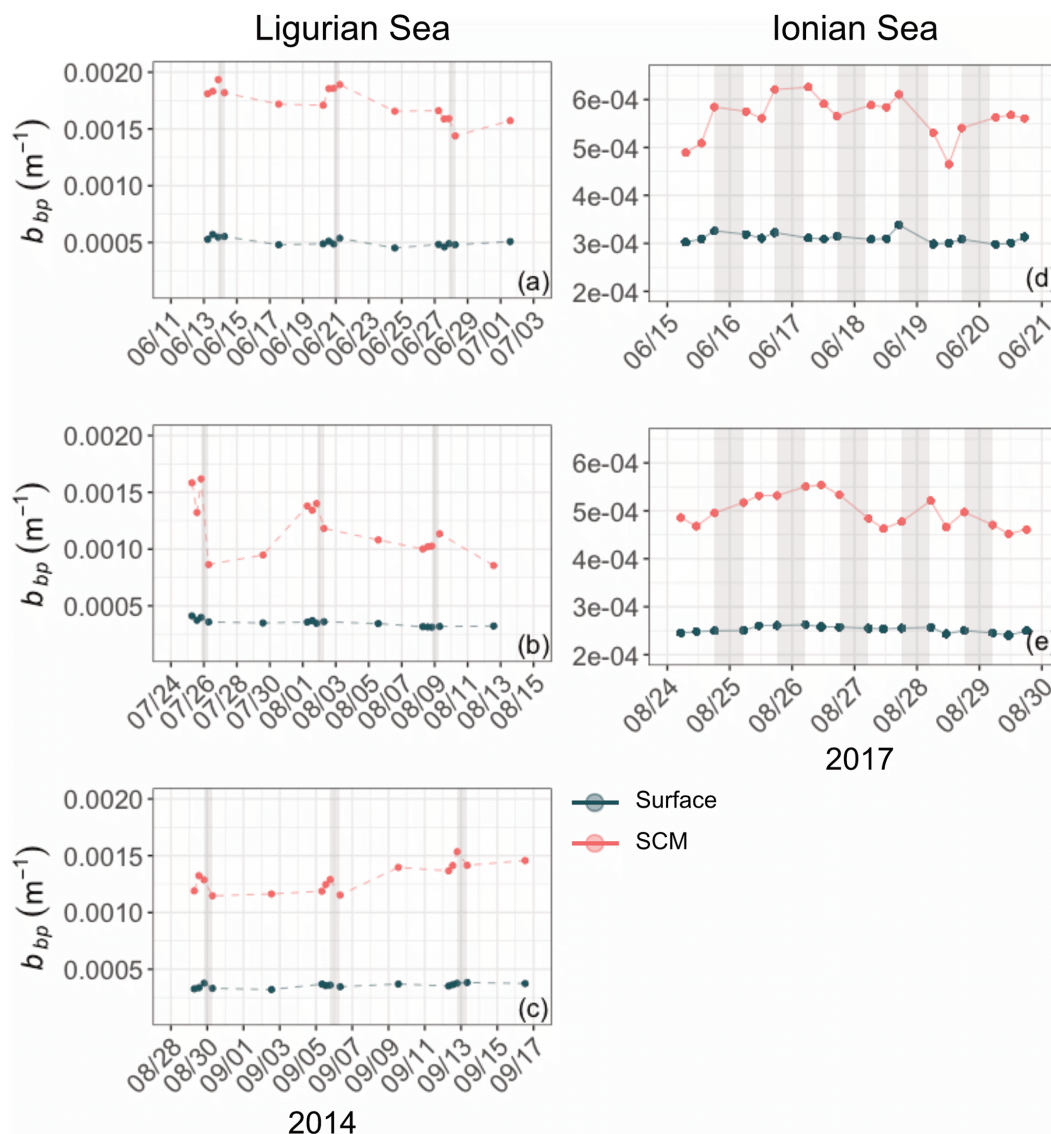 Ligurian Sea
Ionian Sea
b bp (m⁻¹)
0.0020
0.0015
0.0010
0.0005
(a)
06/11 06/13 06/15 06/17 06/19 06/21 06/23 06/25 06/27 06/29 07/01 07/03
6e-04
5e-04
4e-04
3e-04
2e-04
(d
06/15 06/16 06/17 06/18 06/19 06/20 06/21
b bp (m⁻¹)
0.0020
0.0015
0.0010
0.0005
(b)
07/24 07/26 07/28 07/30 08/01 08/03 08/05 08/07 08/09 08/11 08/13 08/15
6e-04
5e-04
4e-04
3e-04
2e-04
(e
08/24 08/25 08/26 08/27 08/28 08/29 08/30
2017
b bp (m⁻¹)
0.0020
0.0015
0.0010
0.0005
(c)
08/28 08/30 09/01 09/03 09/05 09/07 09/09 09/11 09/13 09/15 09/17
2014
Surface
SCM